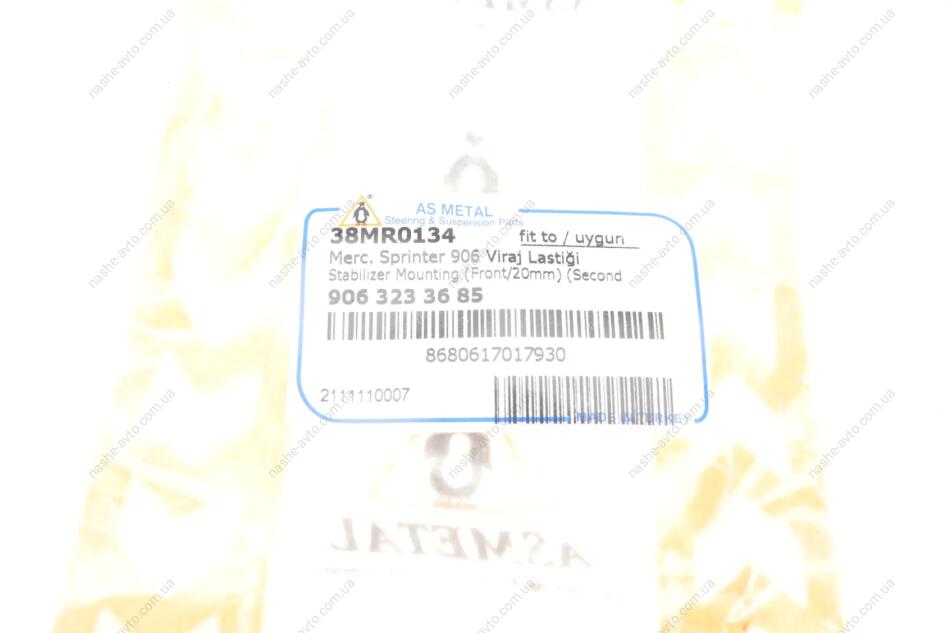 ASMETAL
AS METAL
Steering & Suspension Parts
38MR0134 fit to / uygun
Merc. Sprinter 906 Viraj Lastiği
Stabilizer Mounting (Front/20mm) (Second
906 323 36 85
8680617017930
2111110007
MADE IN TURKEY
ASMETAL
nashe-avto.com.ua